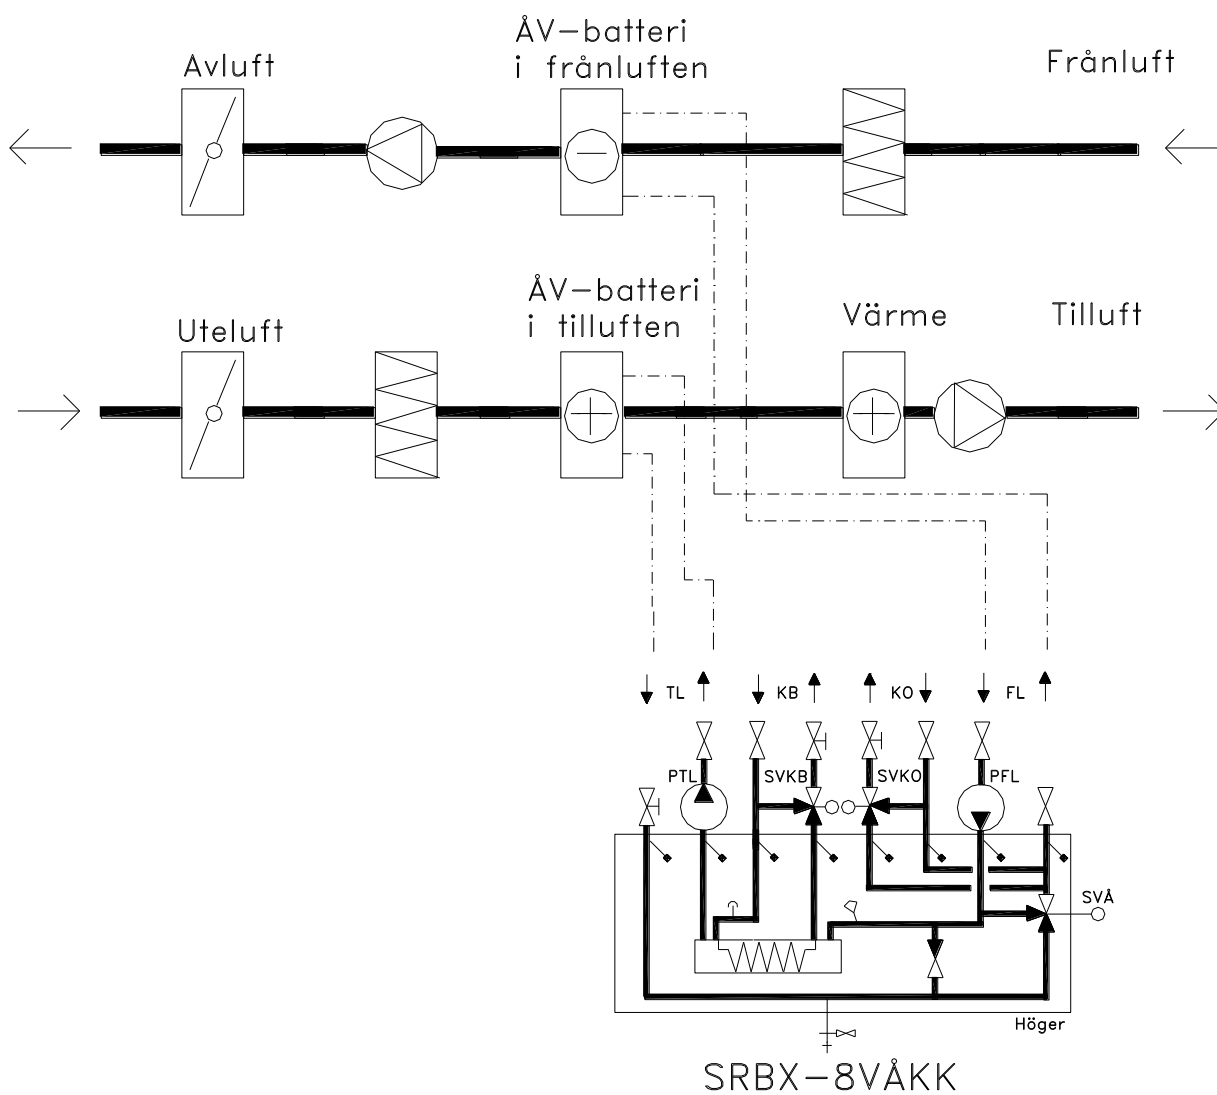 ÅV-batteri
i frånluften
Avluft
Frånluft
ÅV-batteri
i tilluften
Uteluft
Värme
Tilluft
TL
KB
KO
FL
PTL
SVKB
SVKO
PFL
SVÅ
Höger
SRBX-8VÅKK